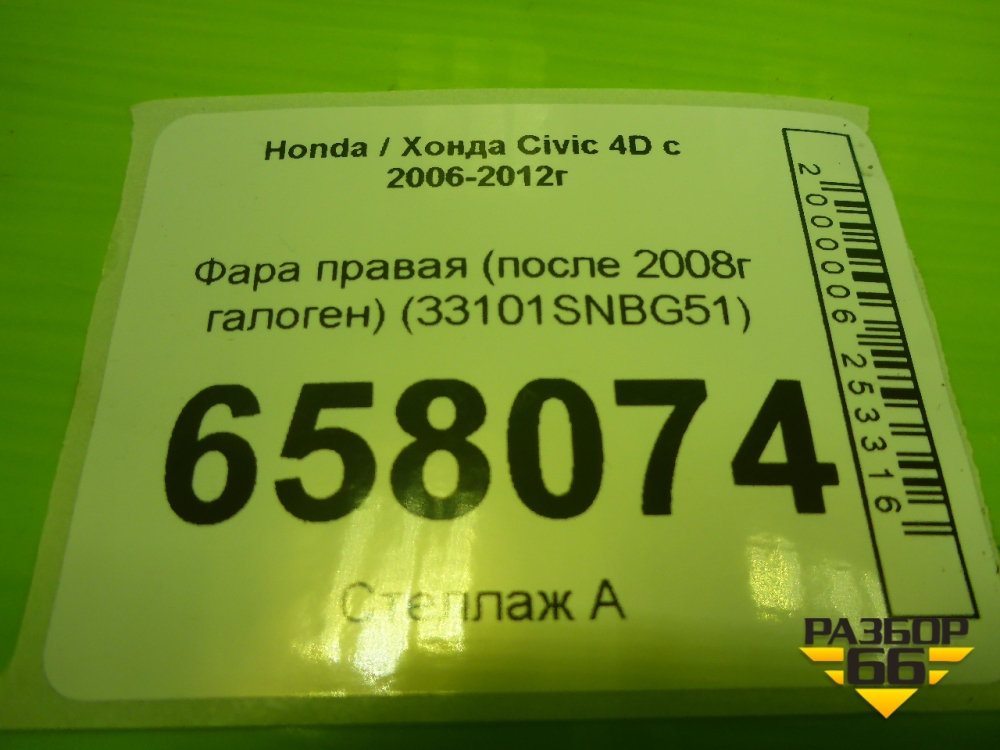 Honda / Хонда Civic 4D с
2006-2012г
Фара правая (после 2008г
галоген) (33101SNBG51)
658074
Стеллаж А
2000006253316
РАЗБОР
66